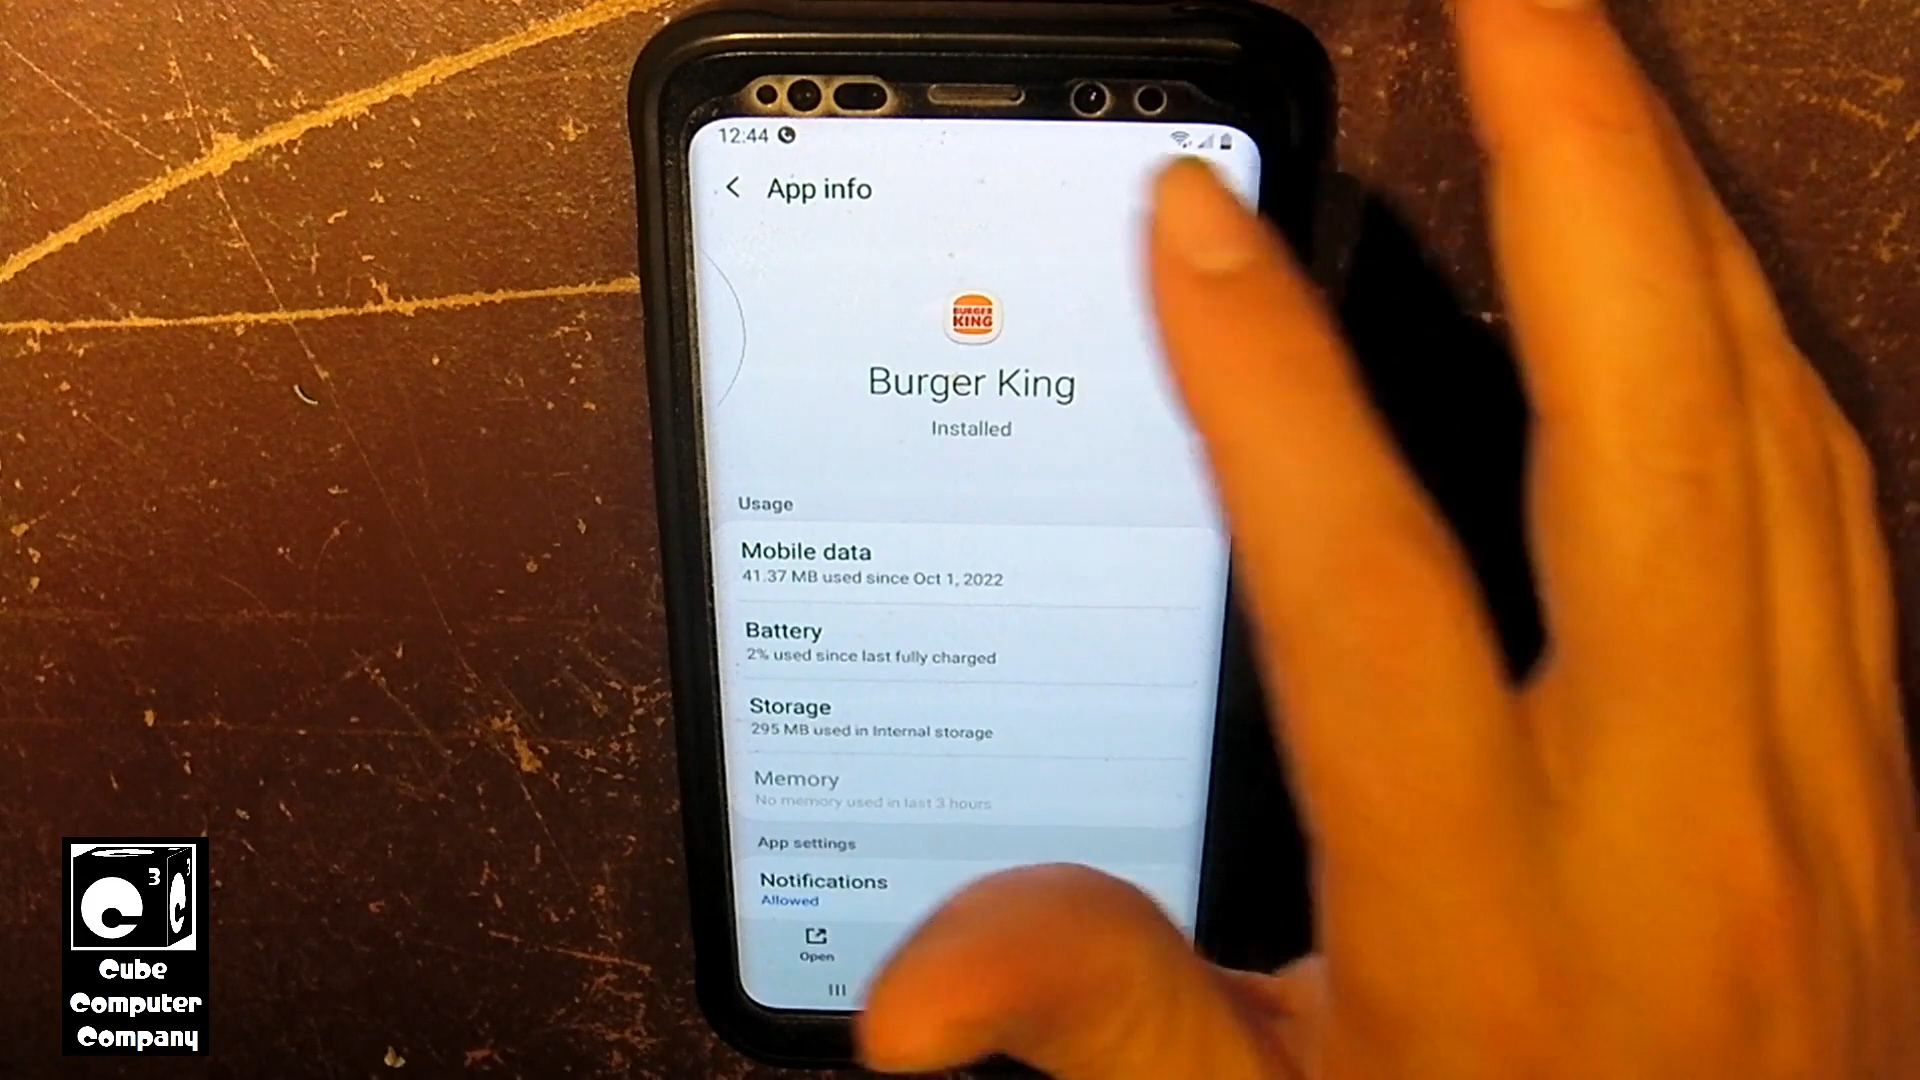 12:44
App info
BURGER
KING
Burger King
Installed
Usage
Mobile data
41.37 MB used since Oct 1, 2022
Battery
2% used since last fully charged
Storage
295 MB used in Internal storage
Memory
No memory used in last 3 hours
App settings
Notifications
Allowed
Open
C 3 C 3
Cube
Computer
Company